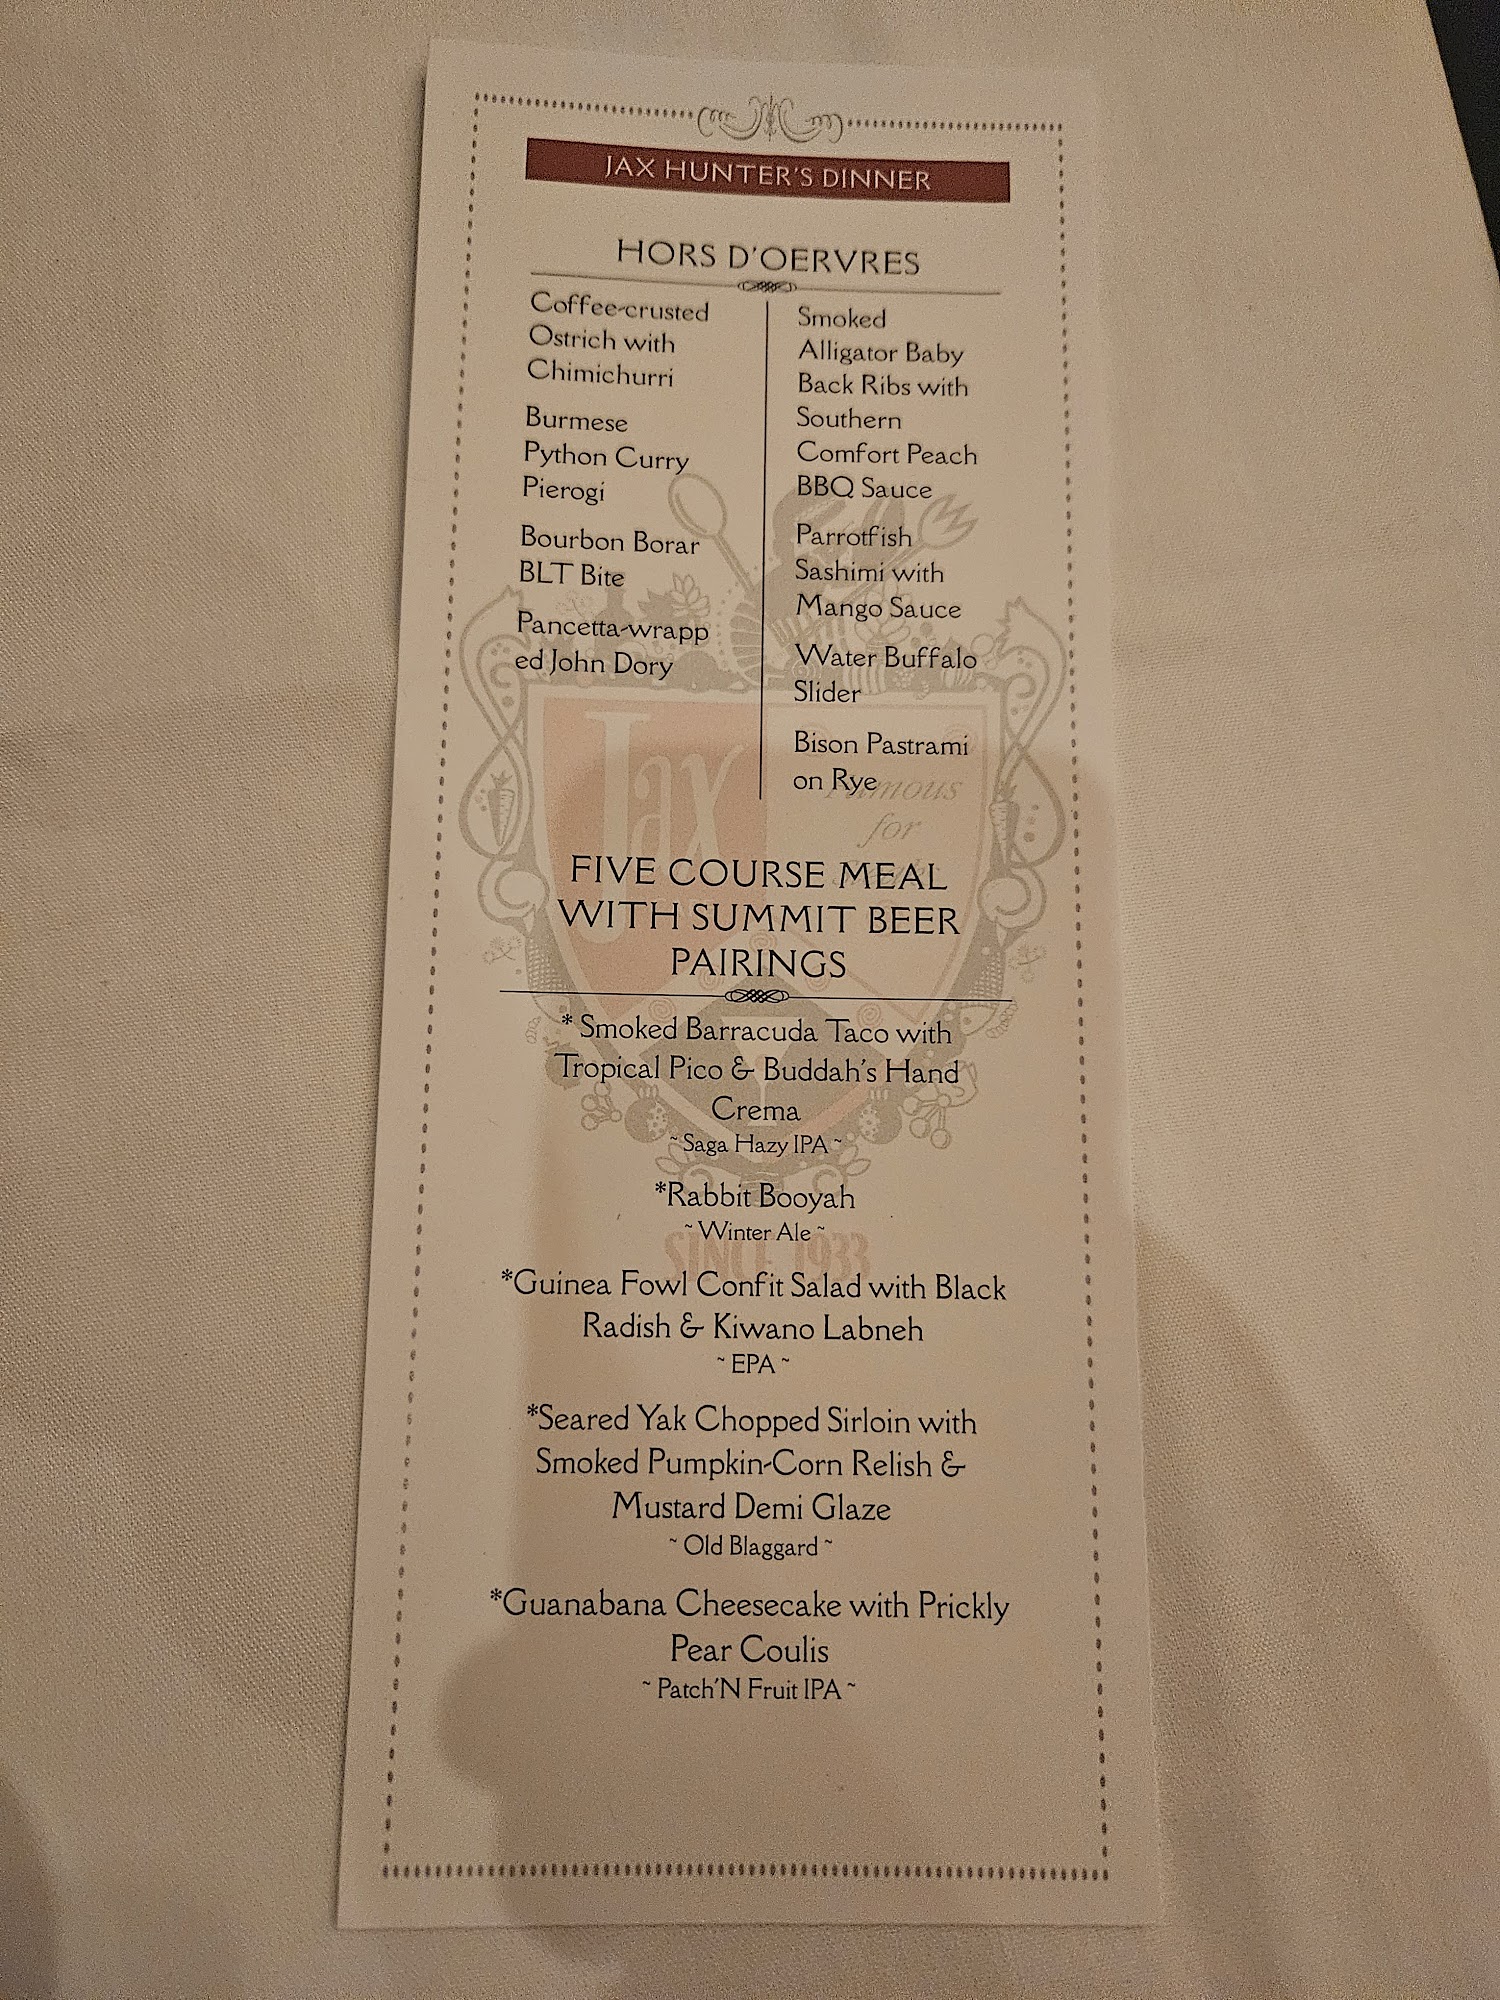 JAX HUNTER'S DINNER
HORS D'OERVRES
Coffee-crusted
Ostrich with
Chimichurri
Burmese
Python Curry
Pierogi
Bourbon Borar
BLT Bite
Pancetta-wrapp
ed John Dory
Smoked
Alligator Baby
Back Ribs with
Southern
Comfort Peach
BBQ Sauce
Parrotfish
Sashimi with
Mango Sauce
Water Buffalo
Slider
Bison Pastrami
on Rye
Jax
Famous
for
FIVE COURSE MEAL
WITH SUMMIT BEER
PAIRINGS
* Smoked Barracuda Taco with
Tropical Pico & Buddah's Hand
Crema
~ Saga Hazy IPA ~
*Rabbit Booyah
~ Winter Ale ~
SINCE 1933
*Guinea Fowl Confit Salad with Black
Radish & Kiwano Labneh
~ EPA ~
*Seared Yak Chopped Sirloin with
Smoked Pumpkin-Corn Relish &
Mustard Demi Glaze
~ Old Blaggard ~
*Guanabana Cheesecake with Prickly
Pear Coulis
~ Patch'N Fruit IPA ~